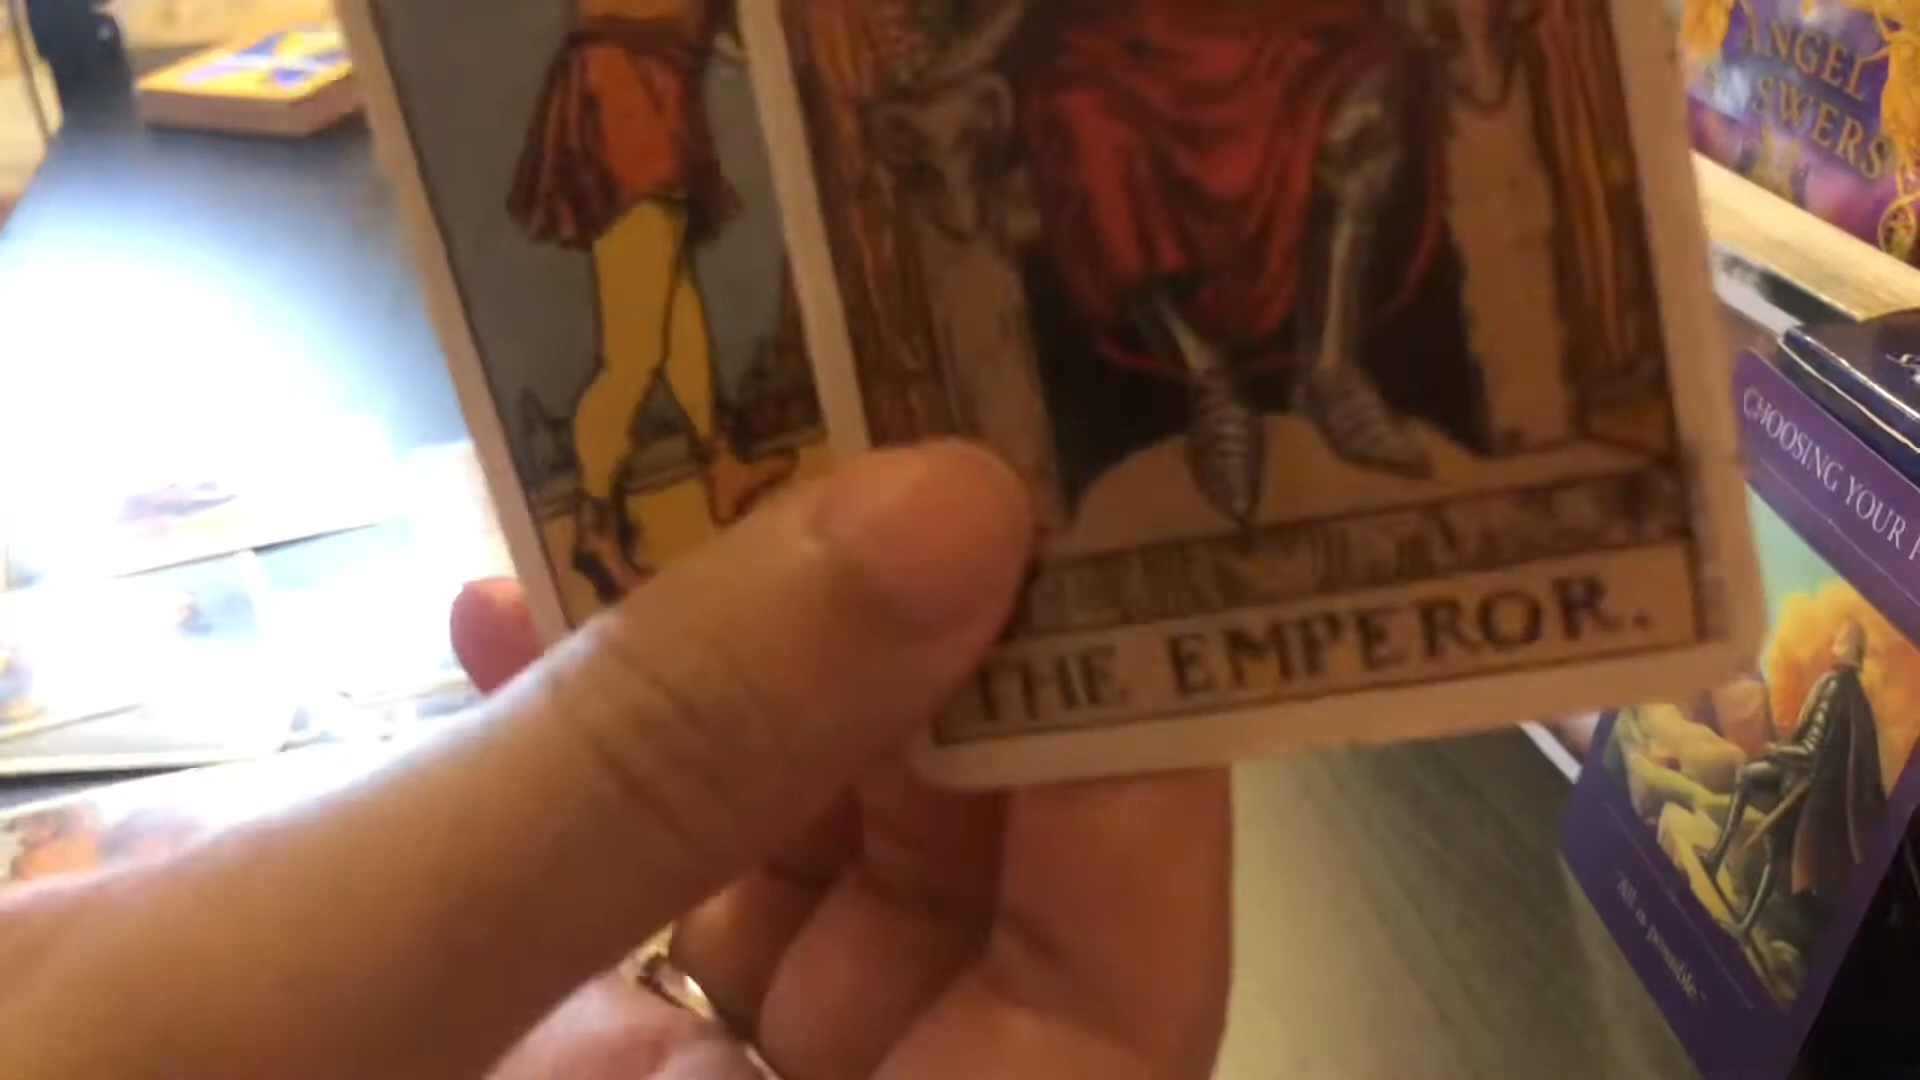 ANGEL
SWERS
CHOOSING YOUR
THE EMPEROR.
"All is possible."